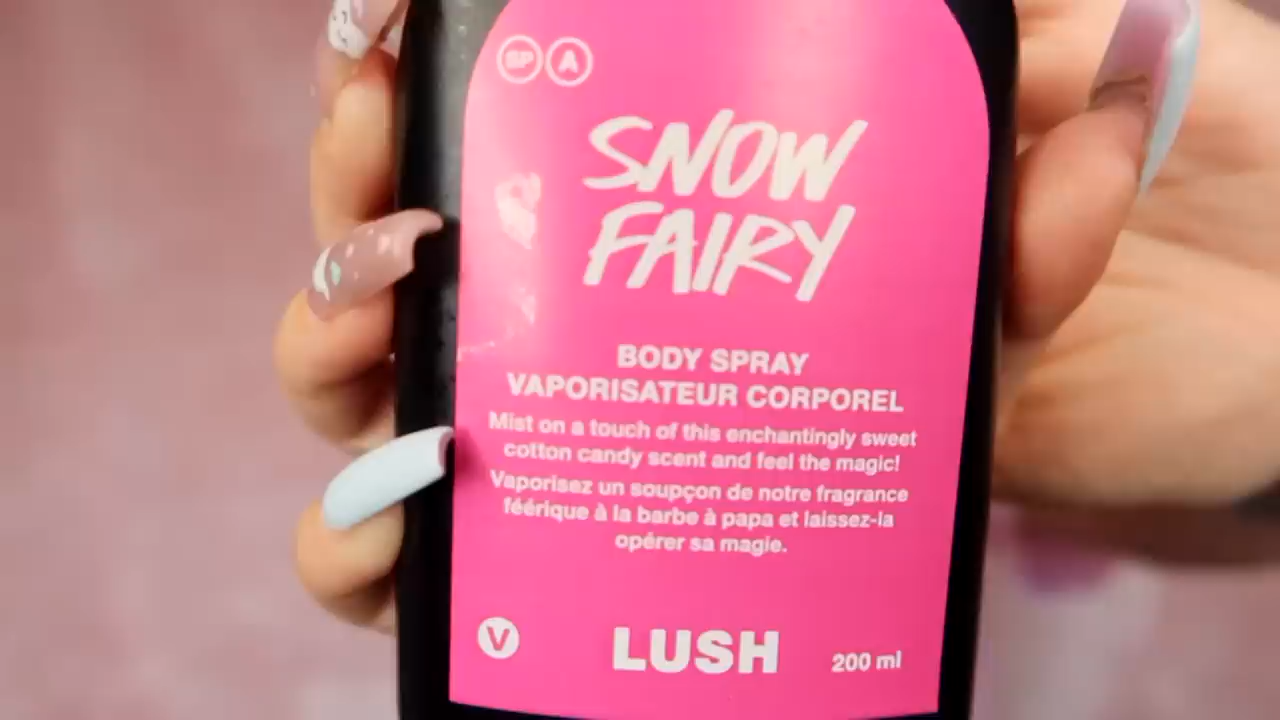 SP A
SNOW
FAIRY
BODY SPRAY
VAPORISATEUR CORPOREL
Mist on a touch of this enchantingly sweet
cotton candy scent and feel the magic!
Vaporisez un soupçon de notre fragrance
féérique à la barbe à papa et laissez-la
opérer sa magie.
V LUSH 200 ml